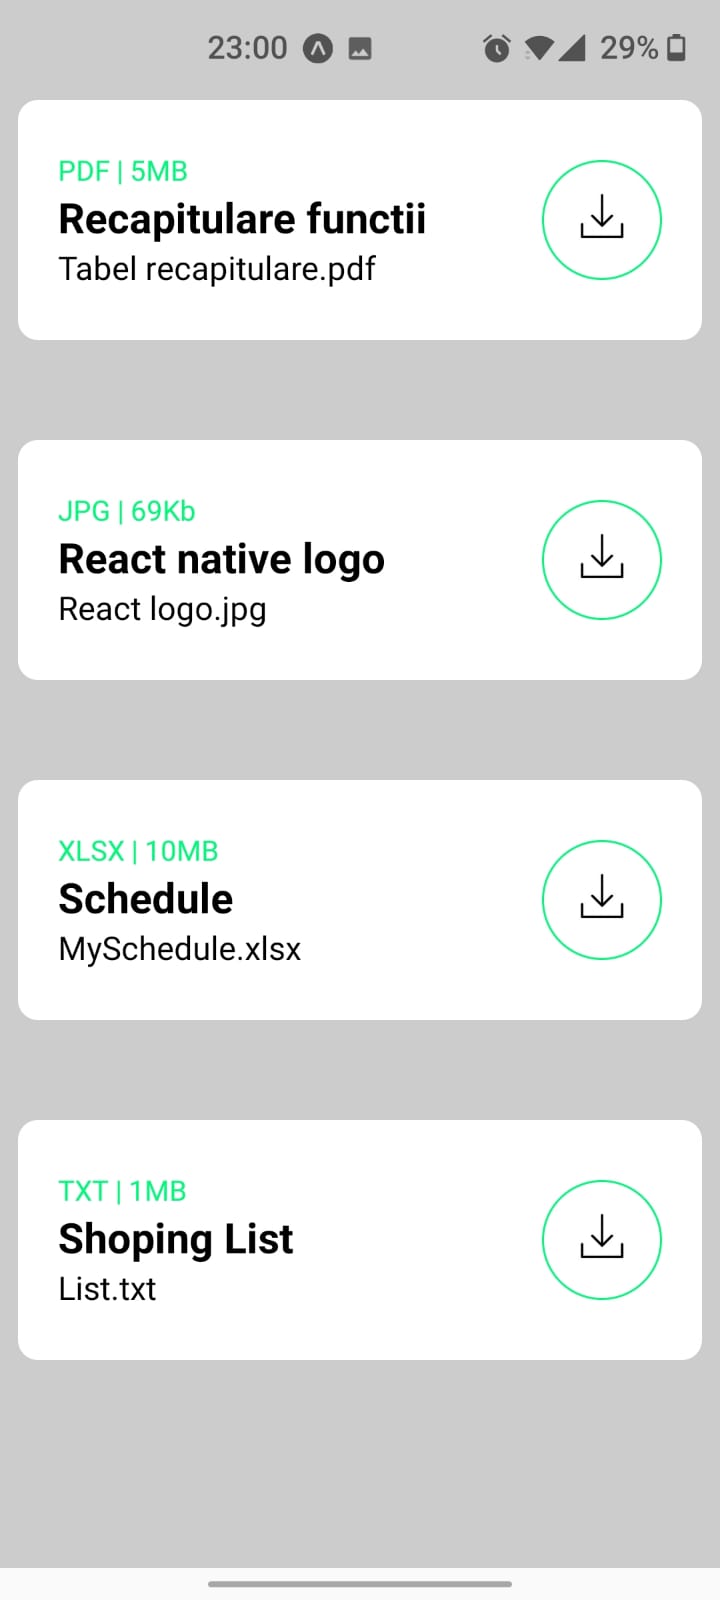 23:00 29%
PDF | 5MB
Recapitulare functii
Tabel recapitulare.pdf
JPG | 69Kb
React native logo
React logo.jpg
XLSX | 10MB
Schedule
MySchedule.xlsx
TXT | 1MB
Shoping List
List.txt